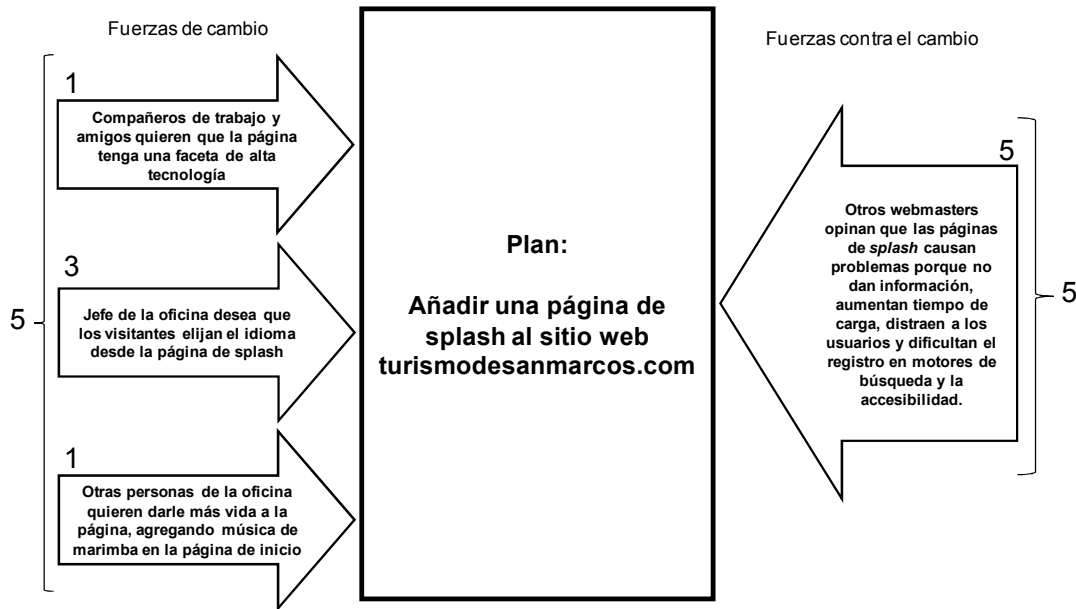 Fuerzas de cambio
5
1
Compañeros de trabajo y
amigos quieren que la página
tenga una faceta de alta
tecnología
3
Jefe de la oficina desea que
los visitantes elijan el idioma
desde la página de splash
1
Otras personas de la oficina
quieren darle más vida a la
página, agregando música de
marimba en la página de inicio
Plan:
Añadir una página de
splash al sitio web
turismodesanmarcos.com
Fuerzas contra el cambio
5
Otros webmasters
opinan que las páginas
de splash causan
problemas porque no
dan información,
aumentan tiempo de
carga, distraen a los
usuarios y dificultan el
registro en motores de
búsqueda y la
accesibilidad.
5